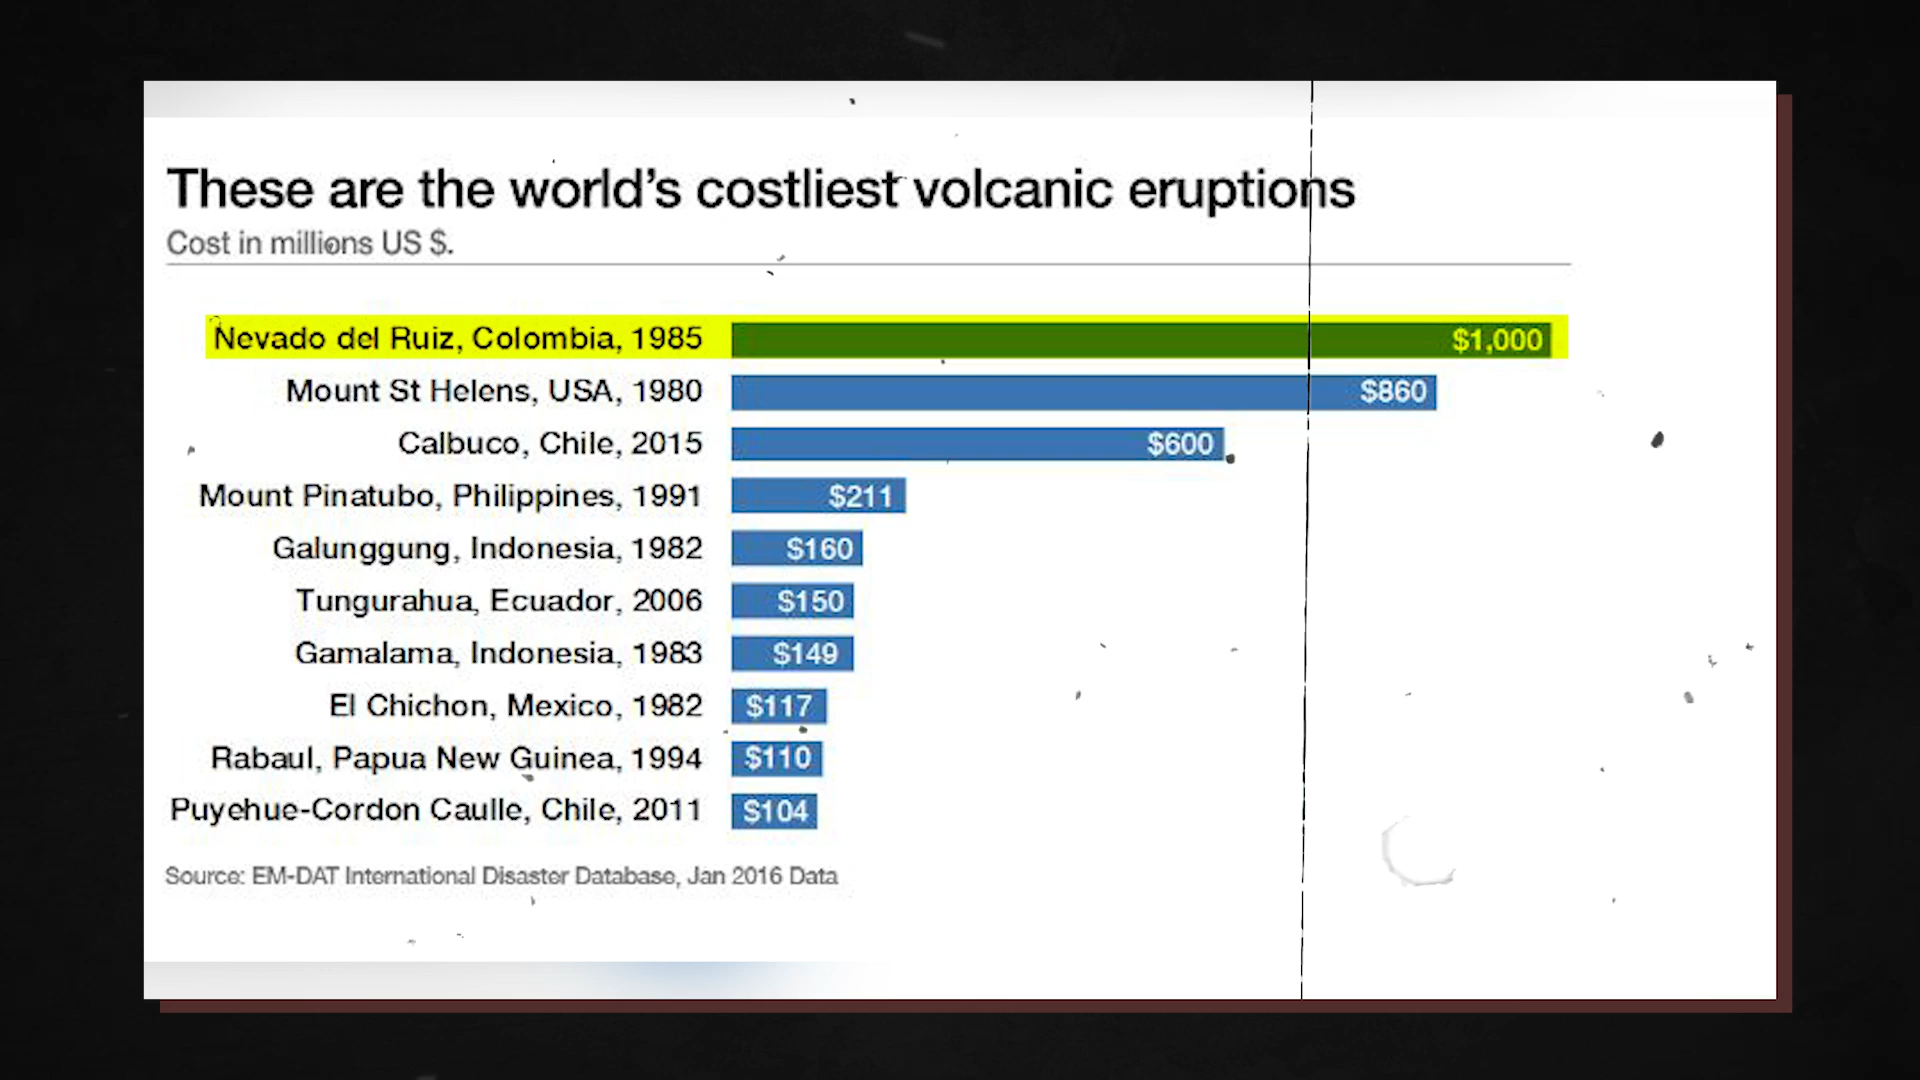 These are the world's costliest volcanic eruptions
Cost in millions US $.
Nevado del Ruiz, Colombia, 1985 $1,000
Mount St Helens, USA, 1980 $860
Calbuco, Chile, 2015 $600
Mount Pinatubo, Philippines, 1991 $211
Galunggung, Indonesia, 1982 $160
Tungurahua, Ecuador, 2006 $150
Gamalama, Indonesia, 1983 $149
El Chichon, Mexico, 1982 $117
Rabaul, Papua New Guinea, 1994 $110
Puyehue-Cordon Caulle, Chile, 2011 $104
Source: EM-DAT International Disaster Database, Jan 2016 Data